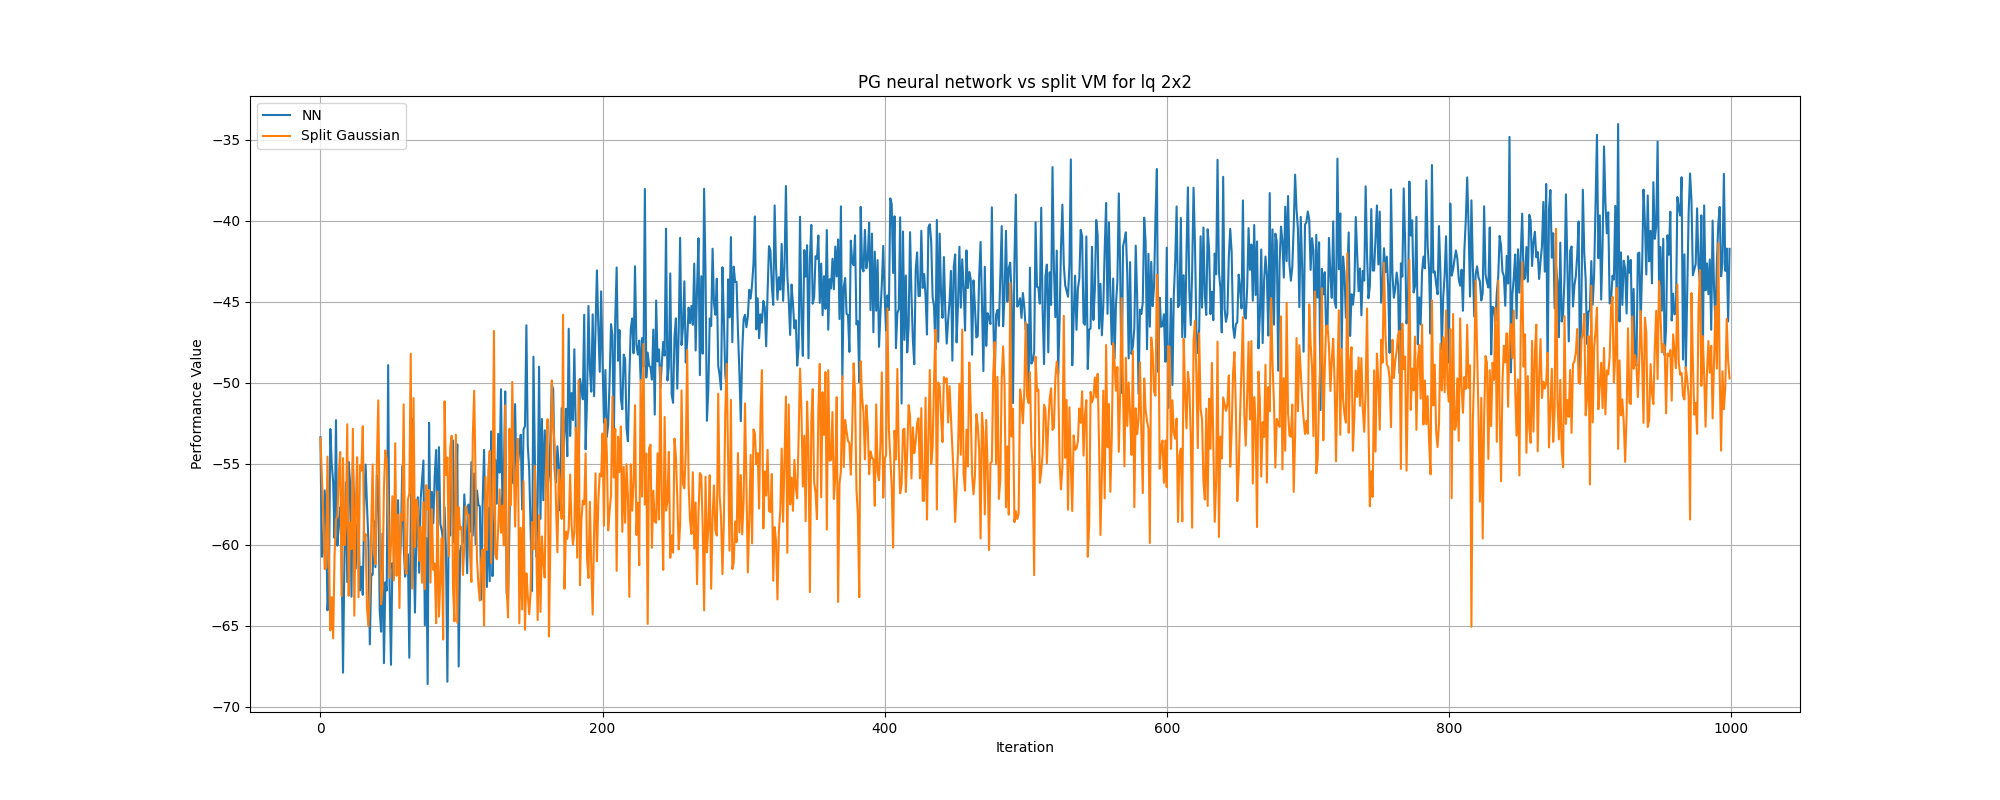 PG neural network vs split VM for lq 2x2
NN
Split Gaussian
Performance Value
−35
−40
−45
−50
−55
−60
−65
−70
0
200
400
600
800
1000
Iteration